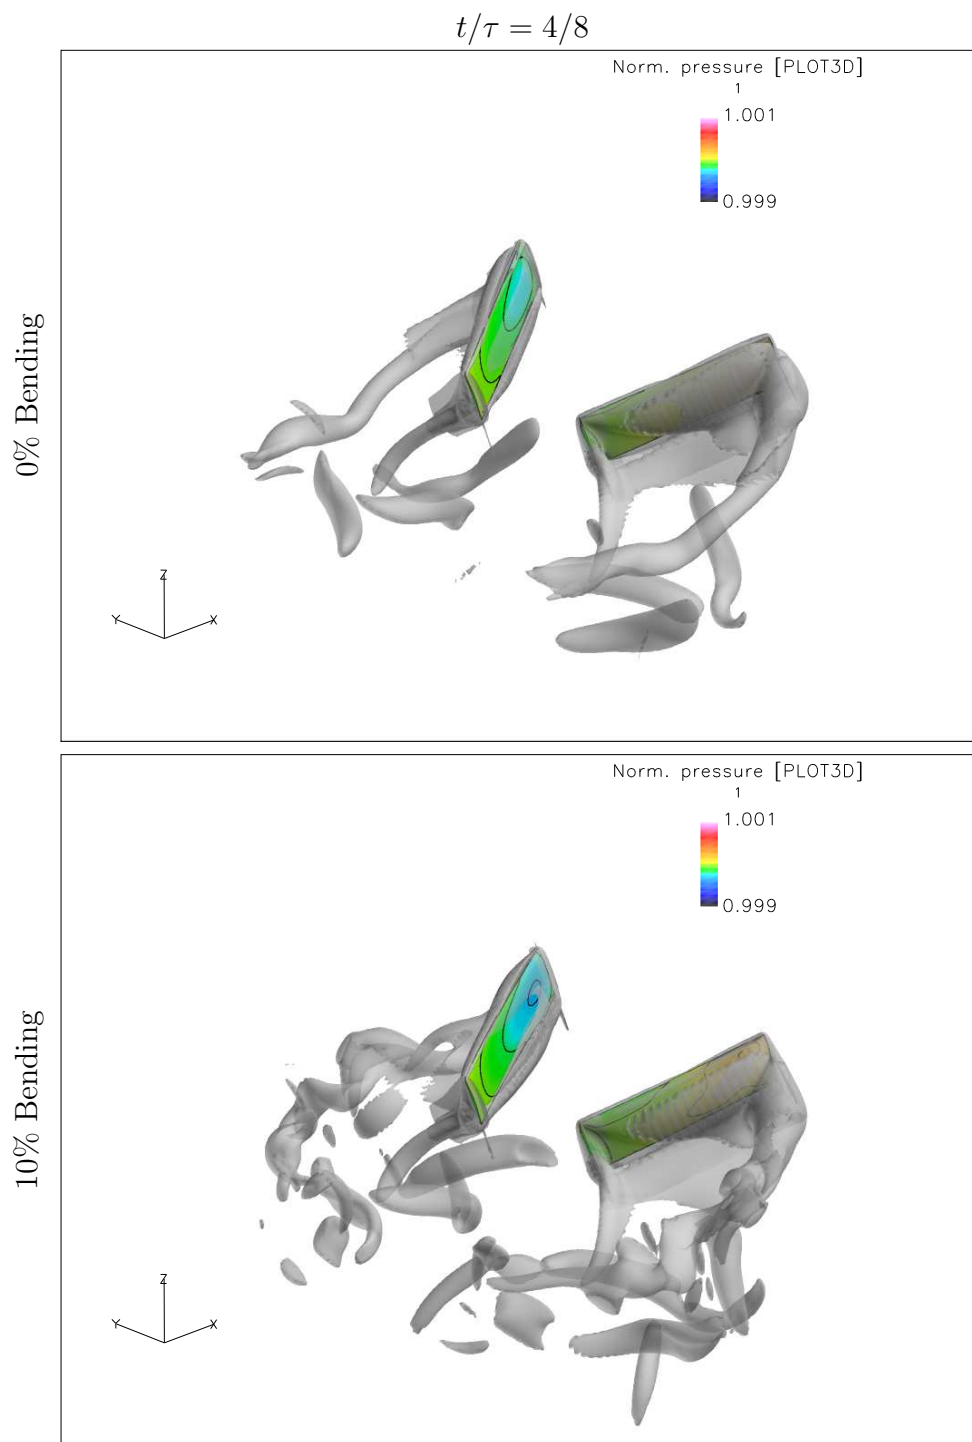 t/τ = 4/8
0% Bending
Norm. pressure [PLOT3D]
1
1.001
0.999
Z
Y
X
10% Bending
Norm. pressure [PLOT3D]
1
1.001
0.999
Z
Y
X